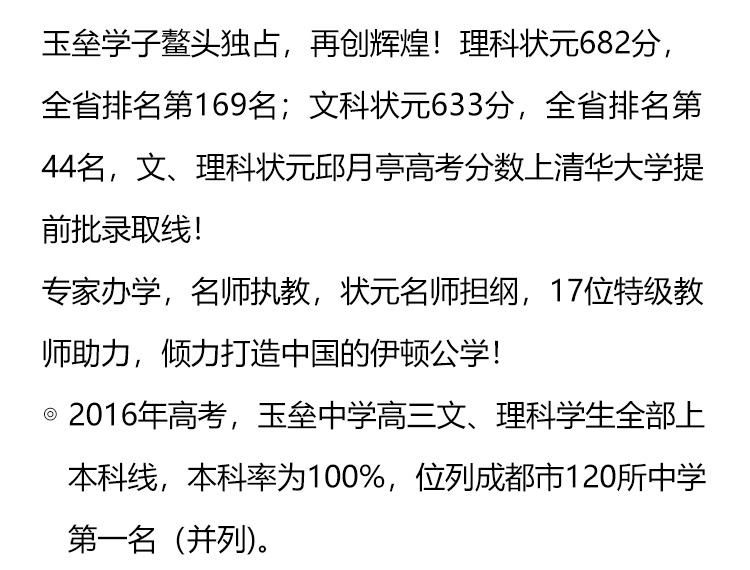 玉垒学子鳌头独占，再创辉煌！理科状元682分，
全省排名第169名；文科状元633分，全省排名第
44名，文、理科状元邱月亭高考分数上清华大学提
前批录取线！
专家办学，名师执教，状元名师担纲，17位特级教
师助力，倾力打造中国的伊顿公学！
◎ 2016年高考，玉垒中学高三文、理科学生全部上
本科线，本科率为100%，位列成都市120所中学
第一名（并列)。